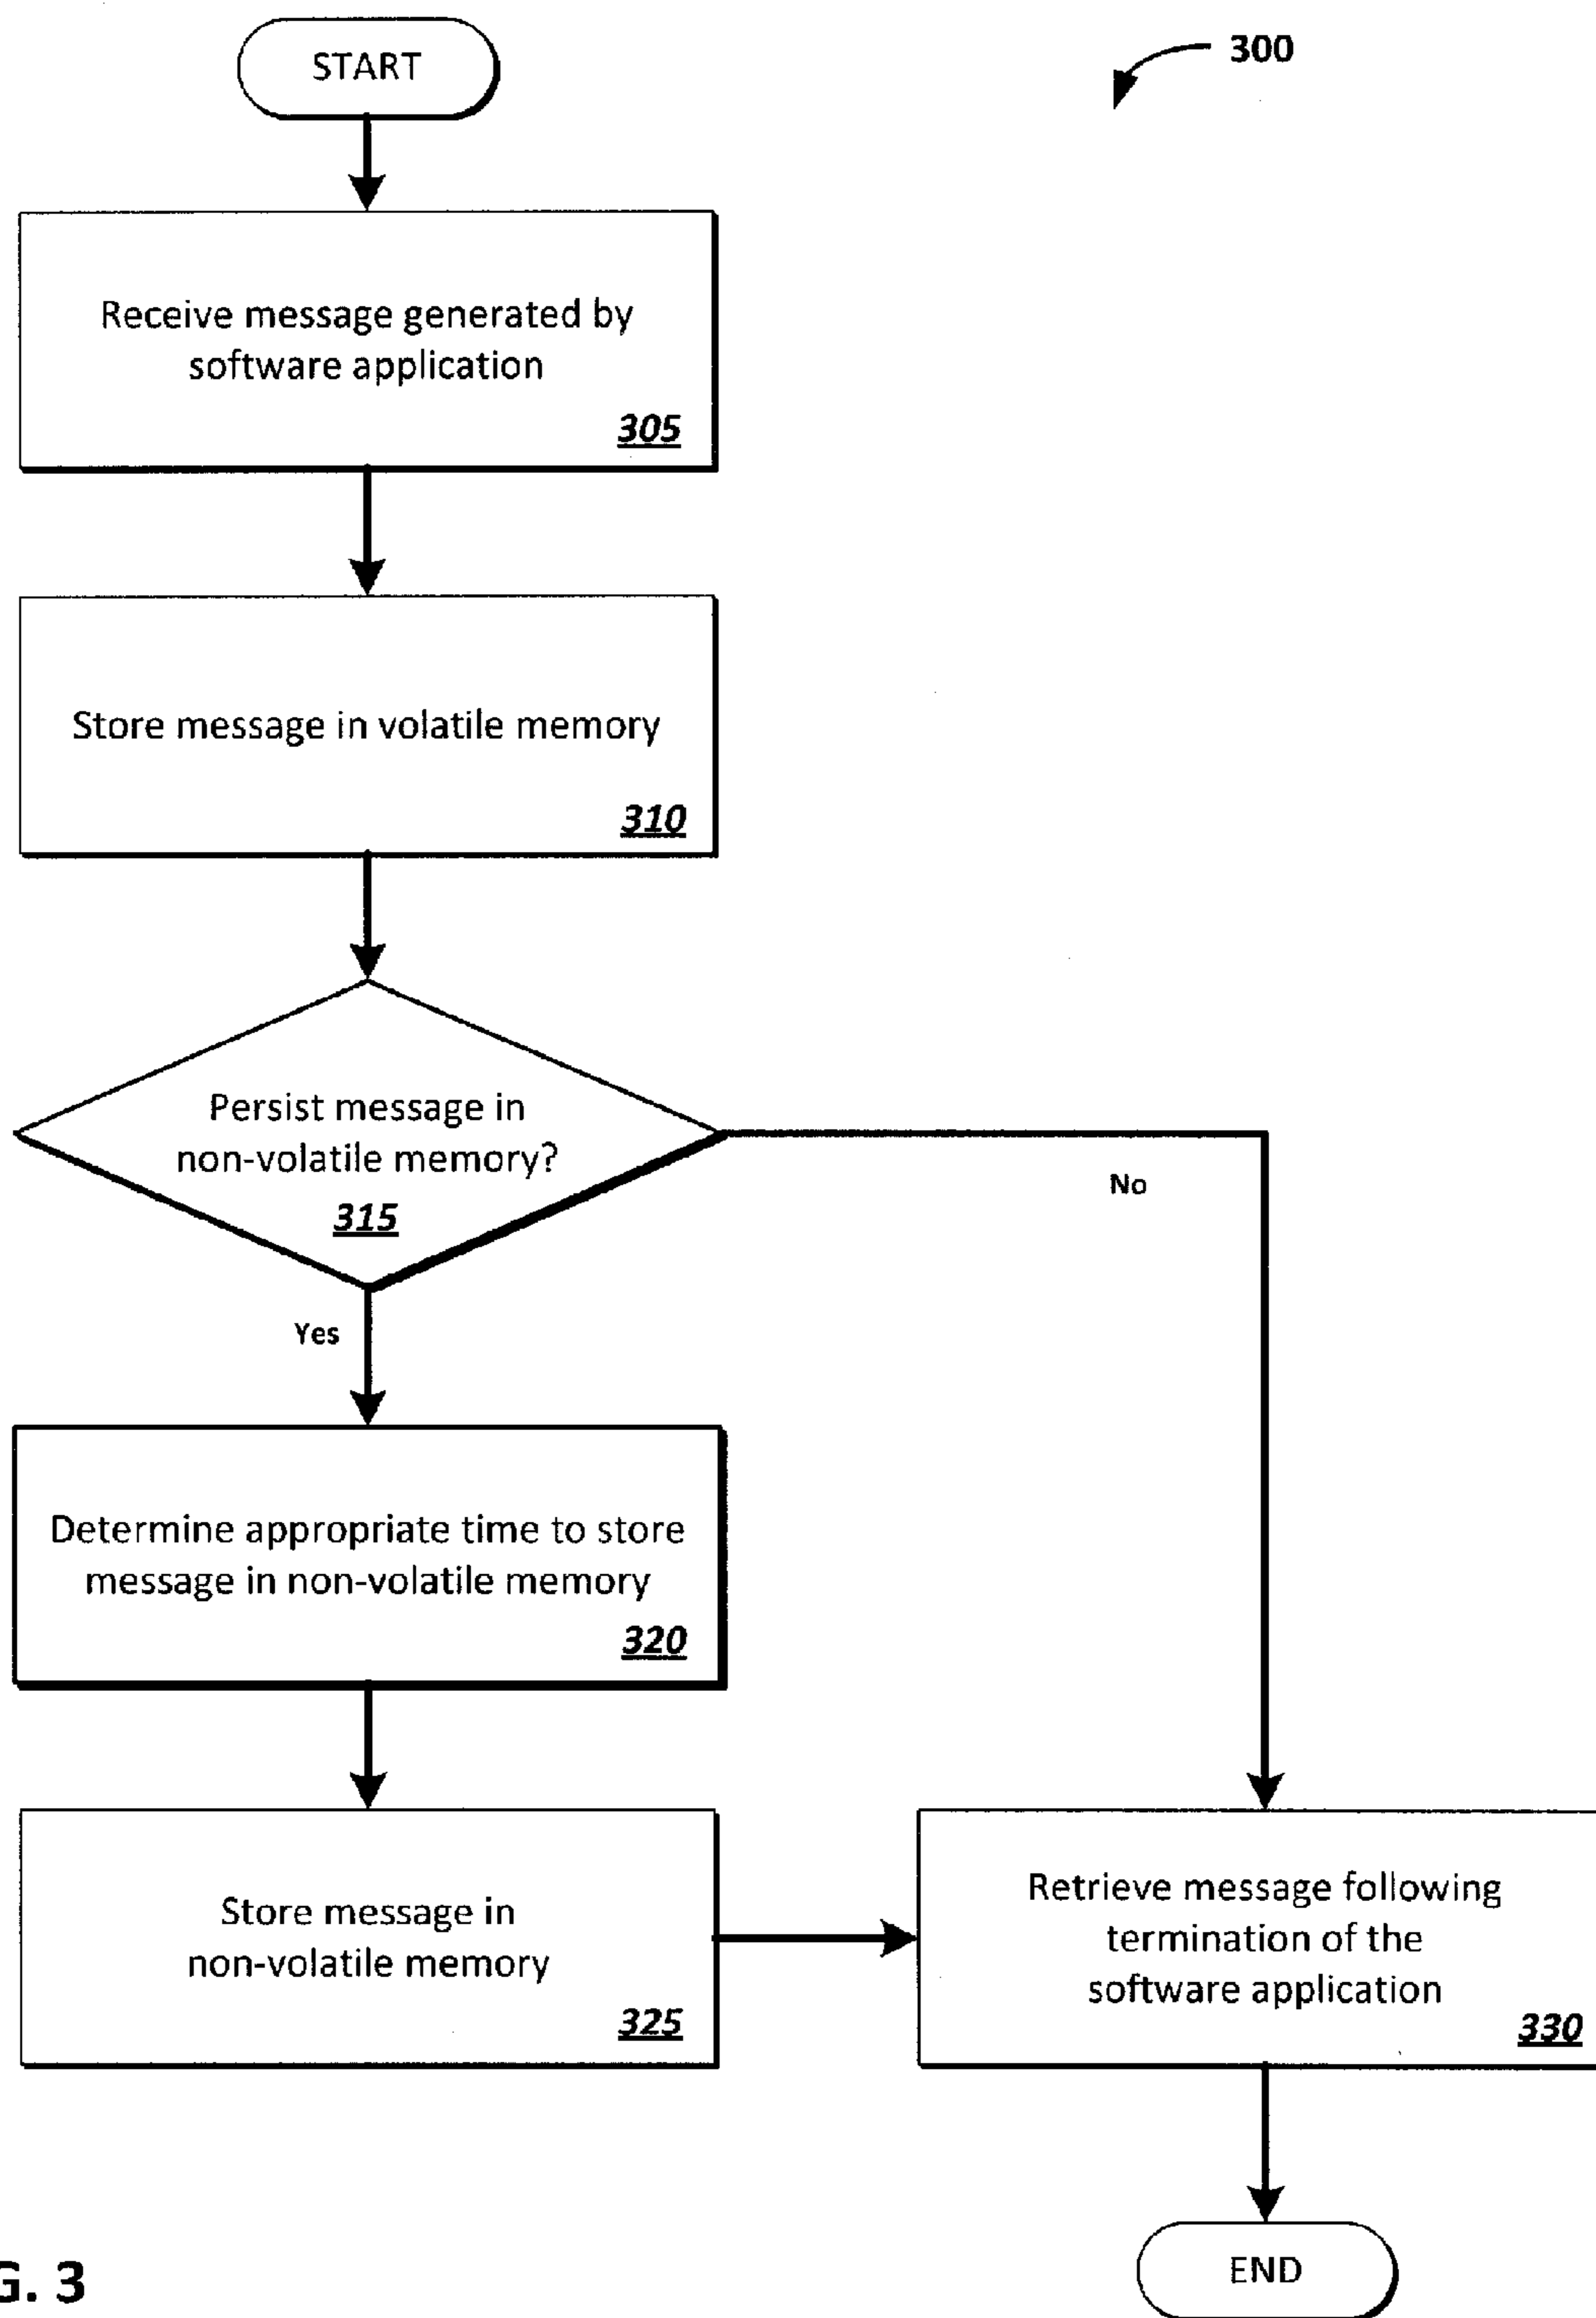 START
300
Receive message generated by
software application
305
Store message in volatile memory
310
Persist message in
non-volatile memory?
315
No
Yes
Determine appropriate time to store
message in non-volatile memory
320
Store message in
non-volatile memory
325
Retrieve message following
termination of the
software application
330
END
G. 3